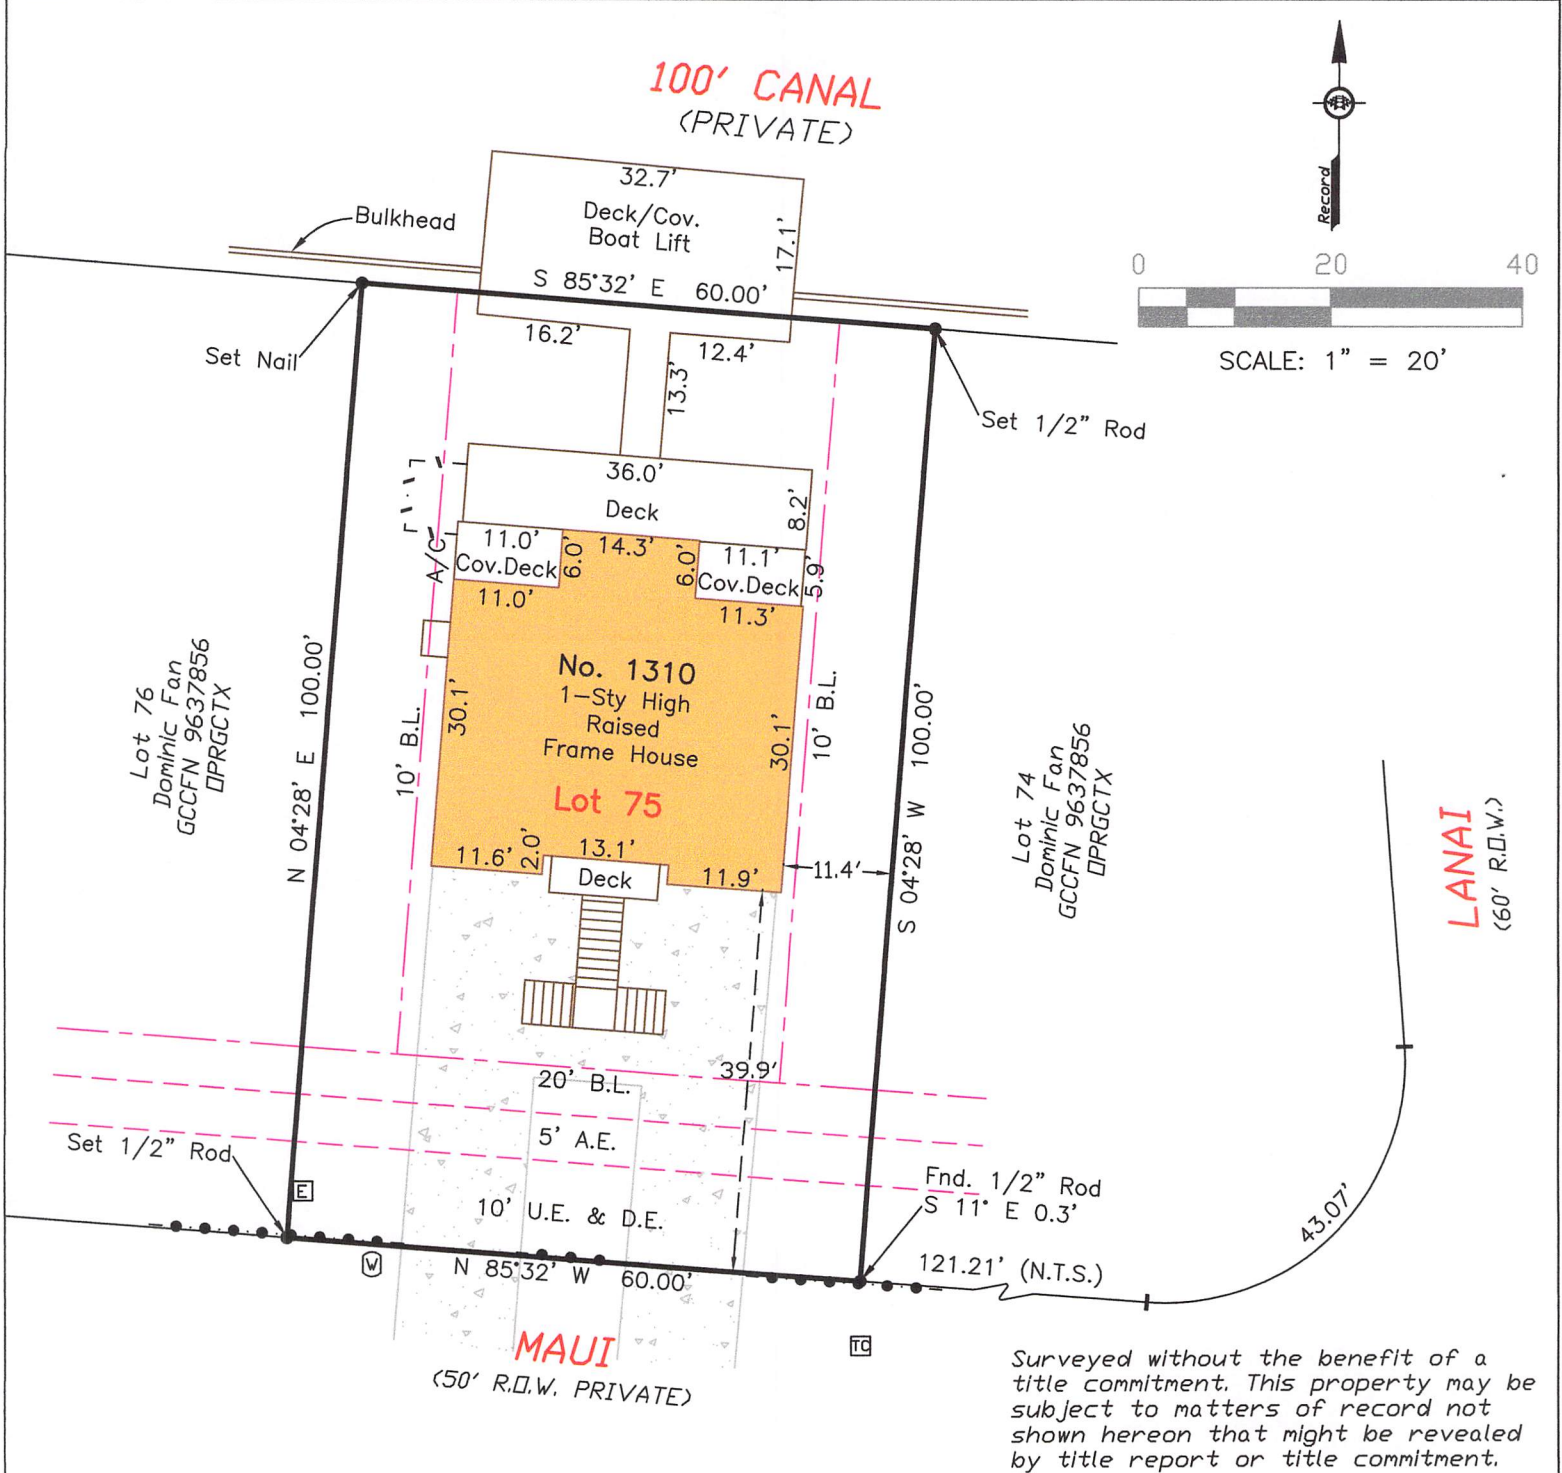 100' CANAL
(PRIVATE)
Record
0 20 40
SCALE: 1" = 20'
32.7'
Deck/Cov.
Boat Lift
17.1'
Bulkhead
S 85°32' E 60.00'
Set Nail
16.2'
12.4'
13.3'
Set 1/2" Rod
36.0'
Deck
8.2'
A/C
11.0'
Cov.Deck
6.0'
14.3'
6.0'
11.1'
Cov.Deck
5.9'
11.0'
11.3'
No. 1310
1-Sty High
Raised
Frame House
Lot 75
30.1'
30.1'
10' B.L.
10' B.L.
N 04°28' E 100.00'
S 04°28' W 100.00'
Lot 76
Dominic Fan
GCCFN 9637856
OPRGCTX
Lot 74
Dominic Fan
GCCFN 9637856
OPRGCTX
LANAI
(60' R.O.W.)
11.6'
2.0'
13.1'
Deck
11.9'
11.4'
39.9'
20' B.L.
5' A.E.
10' U.E. & D.E.
Set 1/2" Rod
E
W
Fnd. 1/2" Rod
S 11° E 0.3'
43.07'
121.21' (N.T.S.)
N 85°32' W 60.00'
TC
MAUI
(50' R.O.W. PRIVATE)
Surveyed without the benefit of a
title commitment. This property may be
subject to matters of record not
shown hereon that might be revealed
by title report or title commitment.